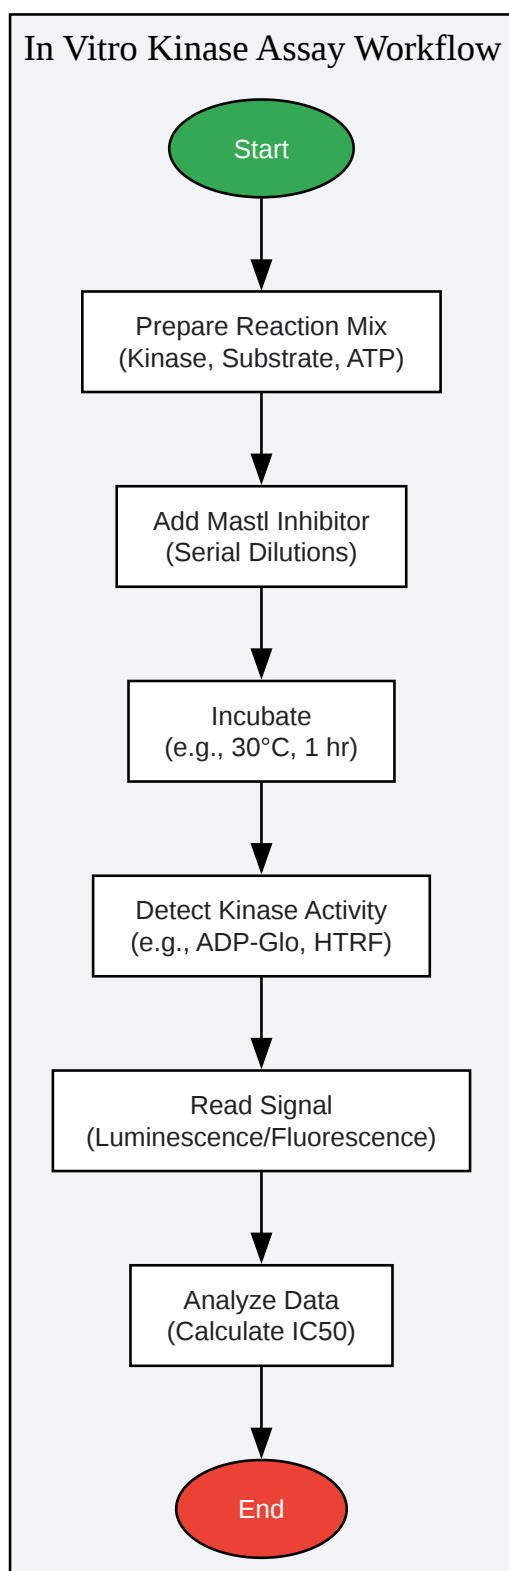 In Vitro Kinase Assay Workflow
Start
Prepare Reaction Mix
(Kinase, Substrate, ATP)
Add Mastl Inhibitor
(Serial Dilutions)
Incubate
(e.g., 30°C, 1 hr)
Detect Kinase Activity
(e.g., ADP-Glo, HTRF)
Read Signal
(Luminescence/Fluorescence)
Analyze Data
(Calculate IC50)
End